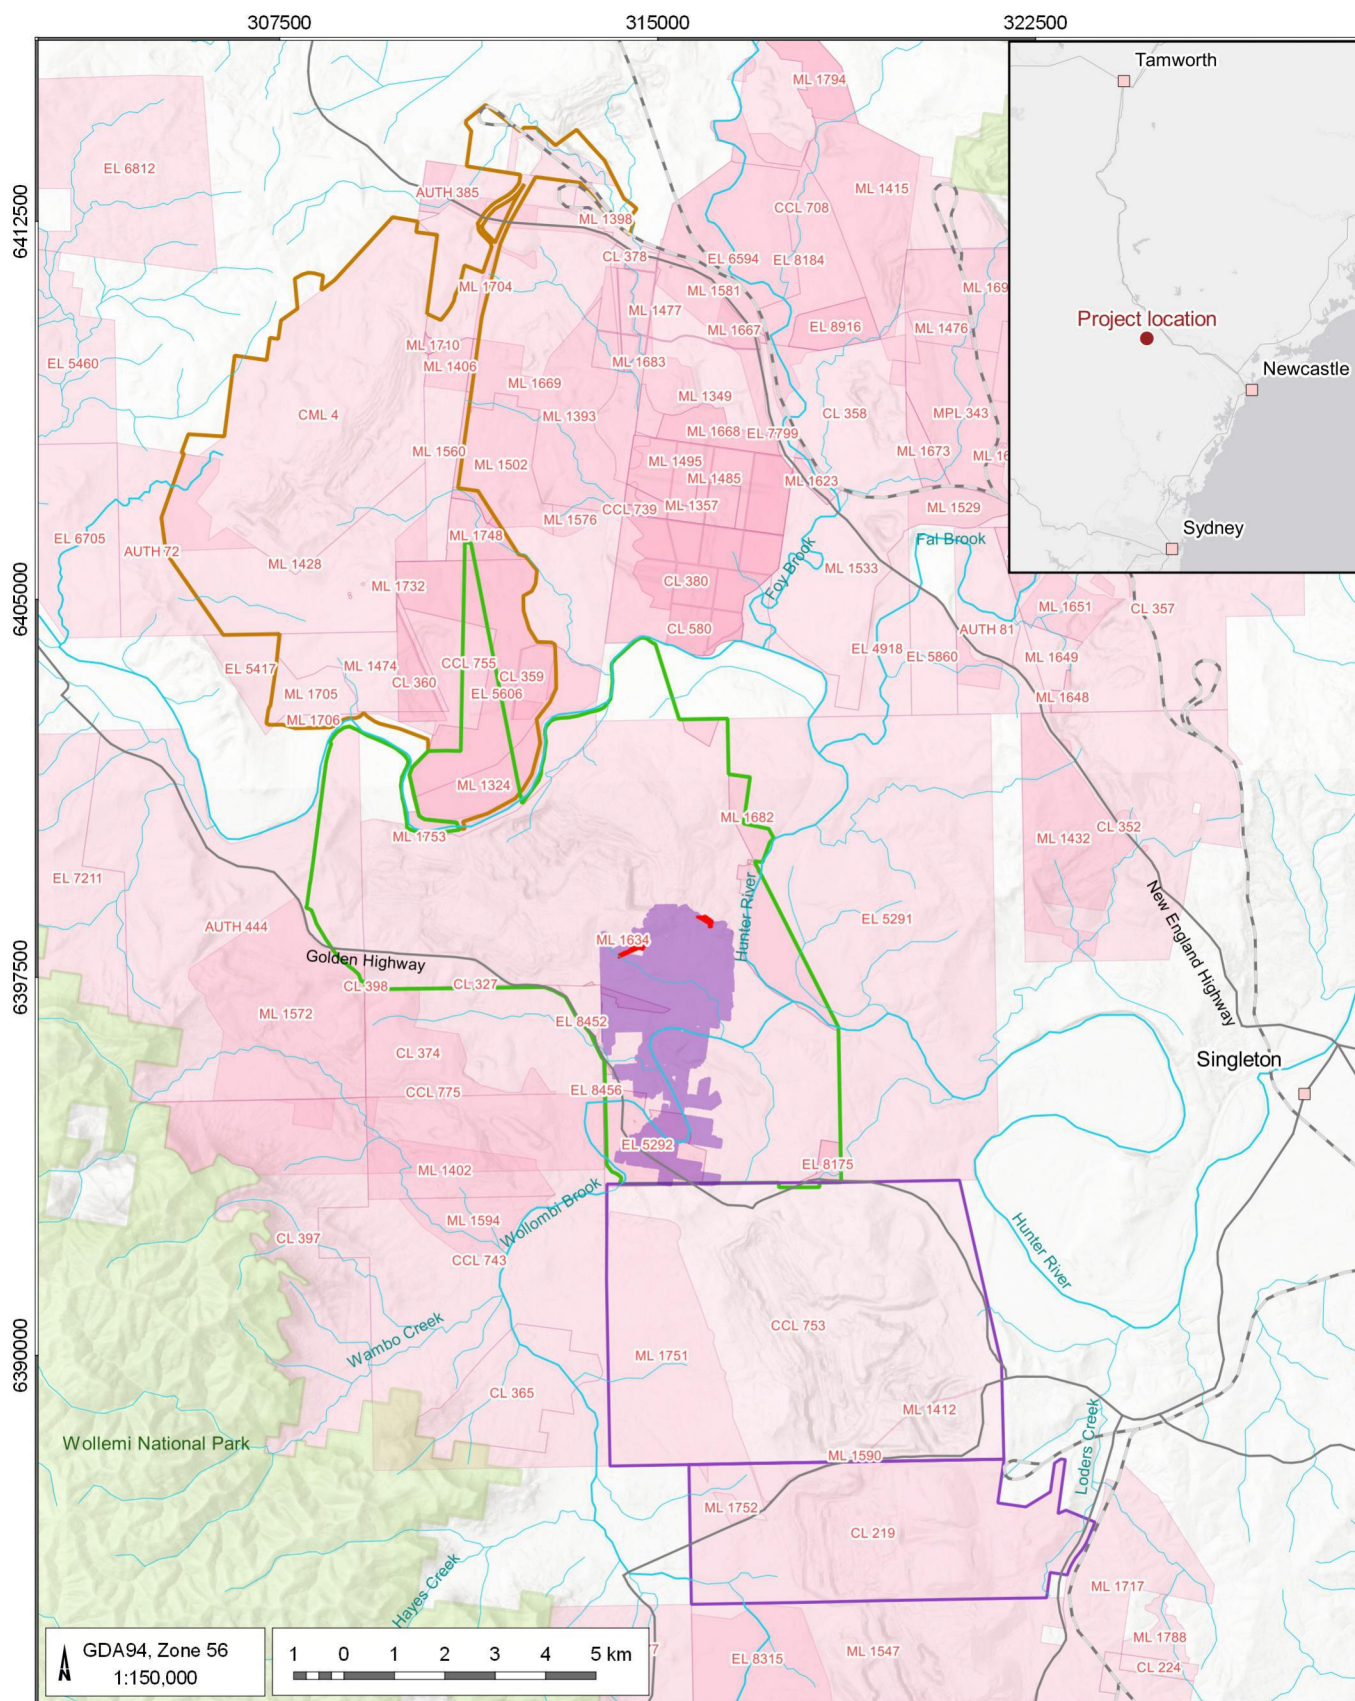 307500
315000
322500
6412500
6405000
6397500
6390000
Tamworth
Project location
Newcastle
Sydney
ML 1794
EL 6812
AUTH 385
ML 1415
CCL 708
ML 1398
CL 378
EL 6594
EL 8184
ML 1704
ML 1581
ML 169
ML 1477
EL 8916
ML 1476
ML 1667
ML 1710
EL 5460
ML 1406
ML 1683
ML 1669
ML 1349
CML 4
ML 1393
CL 358
MPL 343
ML 1668
EL 7799
ML 1560
ML 1673
ML 16
ML 1502
ML 1495
ML 1485
ML 1623
CCL 739
ML 1357
ML 1529
ML 1576
EL 6705
ML 1748
Fal Brook
AUTH 72
ML 1428
ML 1533
Foy Brook
CL 380
ML 1732
ML 1651
CL 357
CL 580
AUTH 81
EL 4918
EL 5860
ML 1649
EL 5417
ML 1474
CCL 755
CL 359
CL 360
EL 5606
ML 1705
ML 1648
ML 1706
ML 1324
ML 1682
CL 352
ML 1753
ML 1432
EL 7211
New England Highway
Hunter River
EL 5291
AUTH 444
ML 1634
Golden Highway
CL 398
CL 327
ML 1572
EL 8452
CL 374
Singleton
CCL 775
EL 8456
EL 5292
EL 8175
ML 1402
Wollombi Brook
ML 1594
CL 397
CCL 743
Hunter River
Wambo Creek
CCL 753
ML 1751
CL 365
ML 1412
Wollemi National Park
ML 1590
Loders Creek
ML 1752
CL 219
Hayes Creek
ML 1717
ML 1788
EL 8315
ML 1547
CL 224
7
N
GDA94, Zone 56
1:150,000
1 0 1 2 3 4 5 km